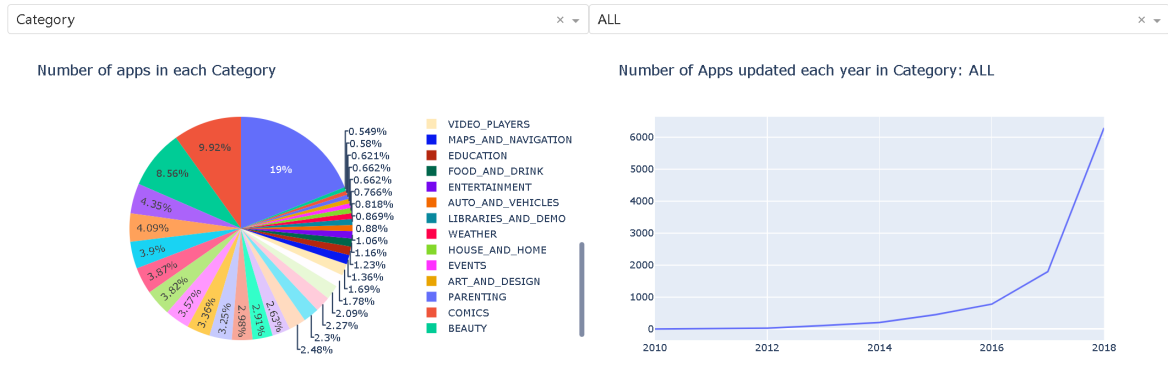 Category
ALL
Number of apps in each Category
19%
9.92%
8.56%
4.35%
4.09%
3.9%
3.87%
3.82%
3.57%
3.36%
3.25%
2.98%
2.91%
2.63%
2.48%
2.3%
2.27%
2.09%
1.78%
1.69%
1.36%
1.23%
1.16%
1.06%
0.88%
0.869%
0.818%
0.766%
0.662%
0.662%
0.621%
0.58%
0.549%
VIDEO_PLAYERS
MAPS_AND_NAVIGATION
EDUCATION
FOOD_AND_DRINK
ENTERTAINMENT
AUTO_AND_VEHICLES
LIBRARIES_AND_DEMO
WEATHER
HOUSE_AND_HOME
EVENTS
ART_AND_DESIGN
PARENTING
COMICS
BEAUTY
Number of Apps updated each year in Category: ALL
6000
5000
4000
3000
2000
1000
0
2010 2012 2014 2016 2018